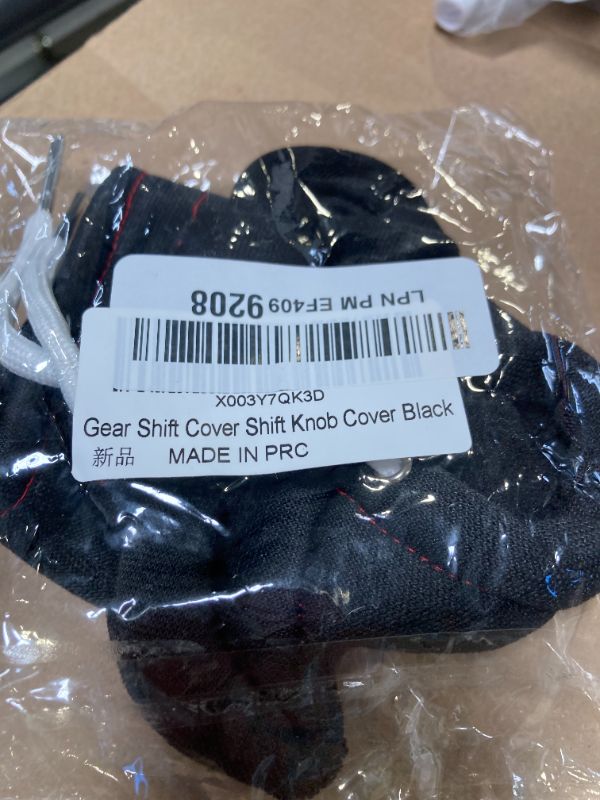 LPN PM EF409 9208
X003Y7QK3D
Gear Shift Cover Shift Knob Cover Black
新品 MADE IN PRC